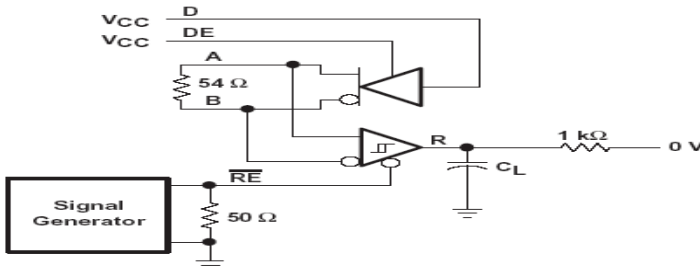 VCC D
VCC DE
A
54 Ω
B
R 1 kΩ 0 V
CL
RE
Signal
Generator
50 Ω